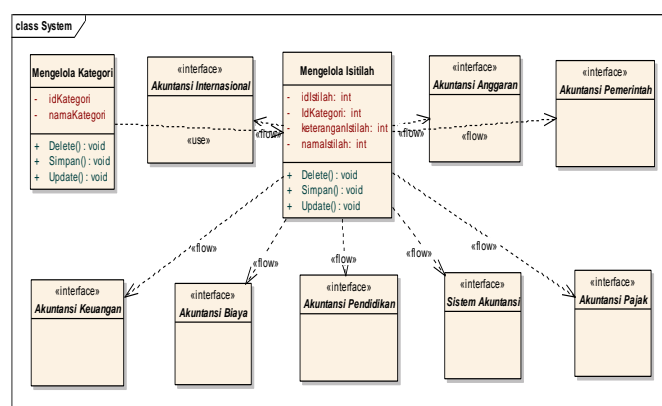 class System
Mengelola Kategori
- idKategori
- namaKategori
+ Delete() : void
+ Simpan() : void
+ Update() : void
«interface»
Akuntansi Internasional
Mengelola Isitilah
- idIstilah: int
- IdKategori: int
- keteranganIstilah: int
- namaIstilah: int
+ Delete() : void
+ Simpan() : void
+ Update() : void
«interface»
Akuntansi Anggaran
«interface»
Akuntansi Pemerintah
«use»
«flow»
«flow»
«flow»
«flow»
«flow»
«flow»
«flow»
«flow»
«interface»
Akuntansi Keuangan
«interface»
Akuntansi Biaya
«interface»
Akuntansi Pendidikan
«interface»
Sistem Akuntansi
«interface»
Akuntansi Pajak